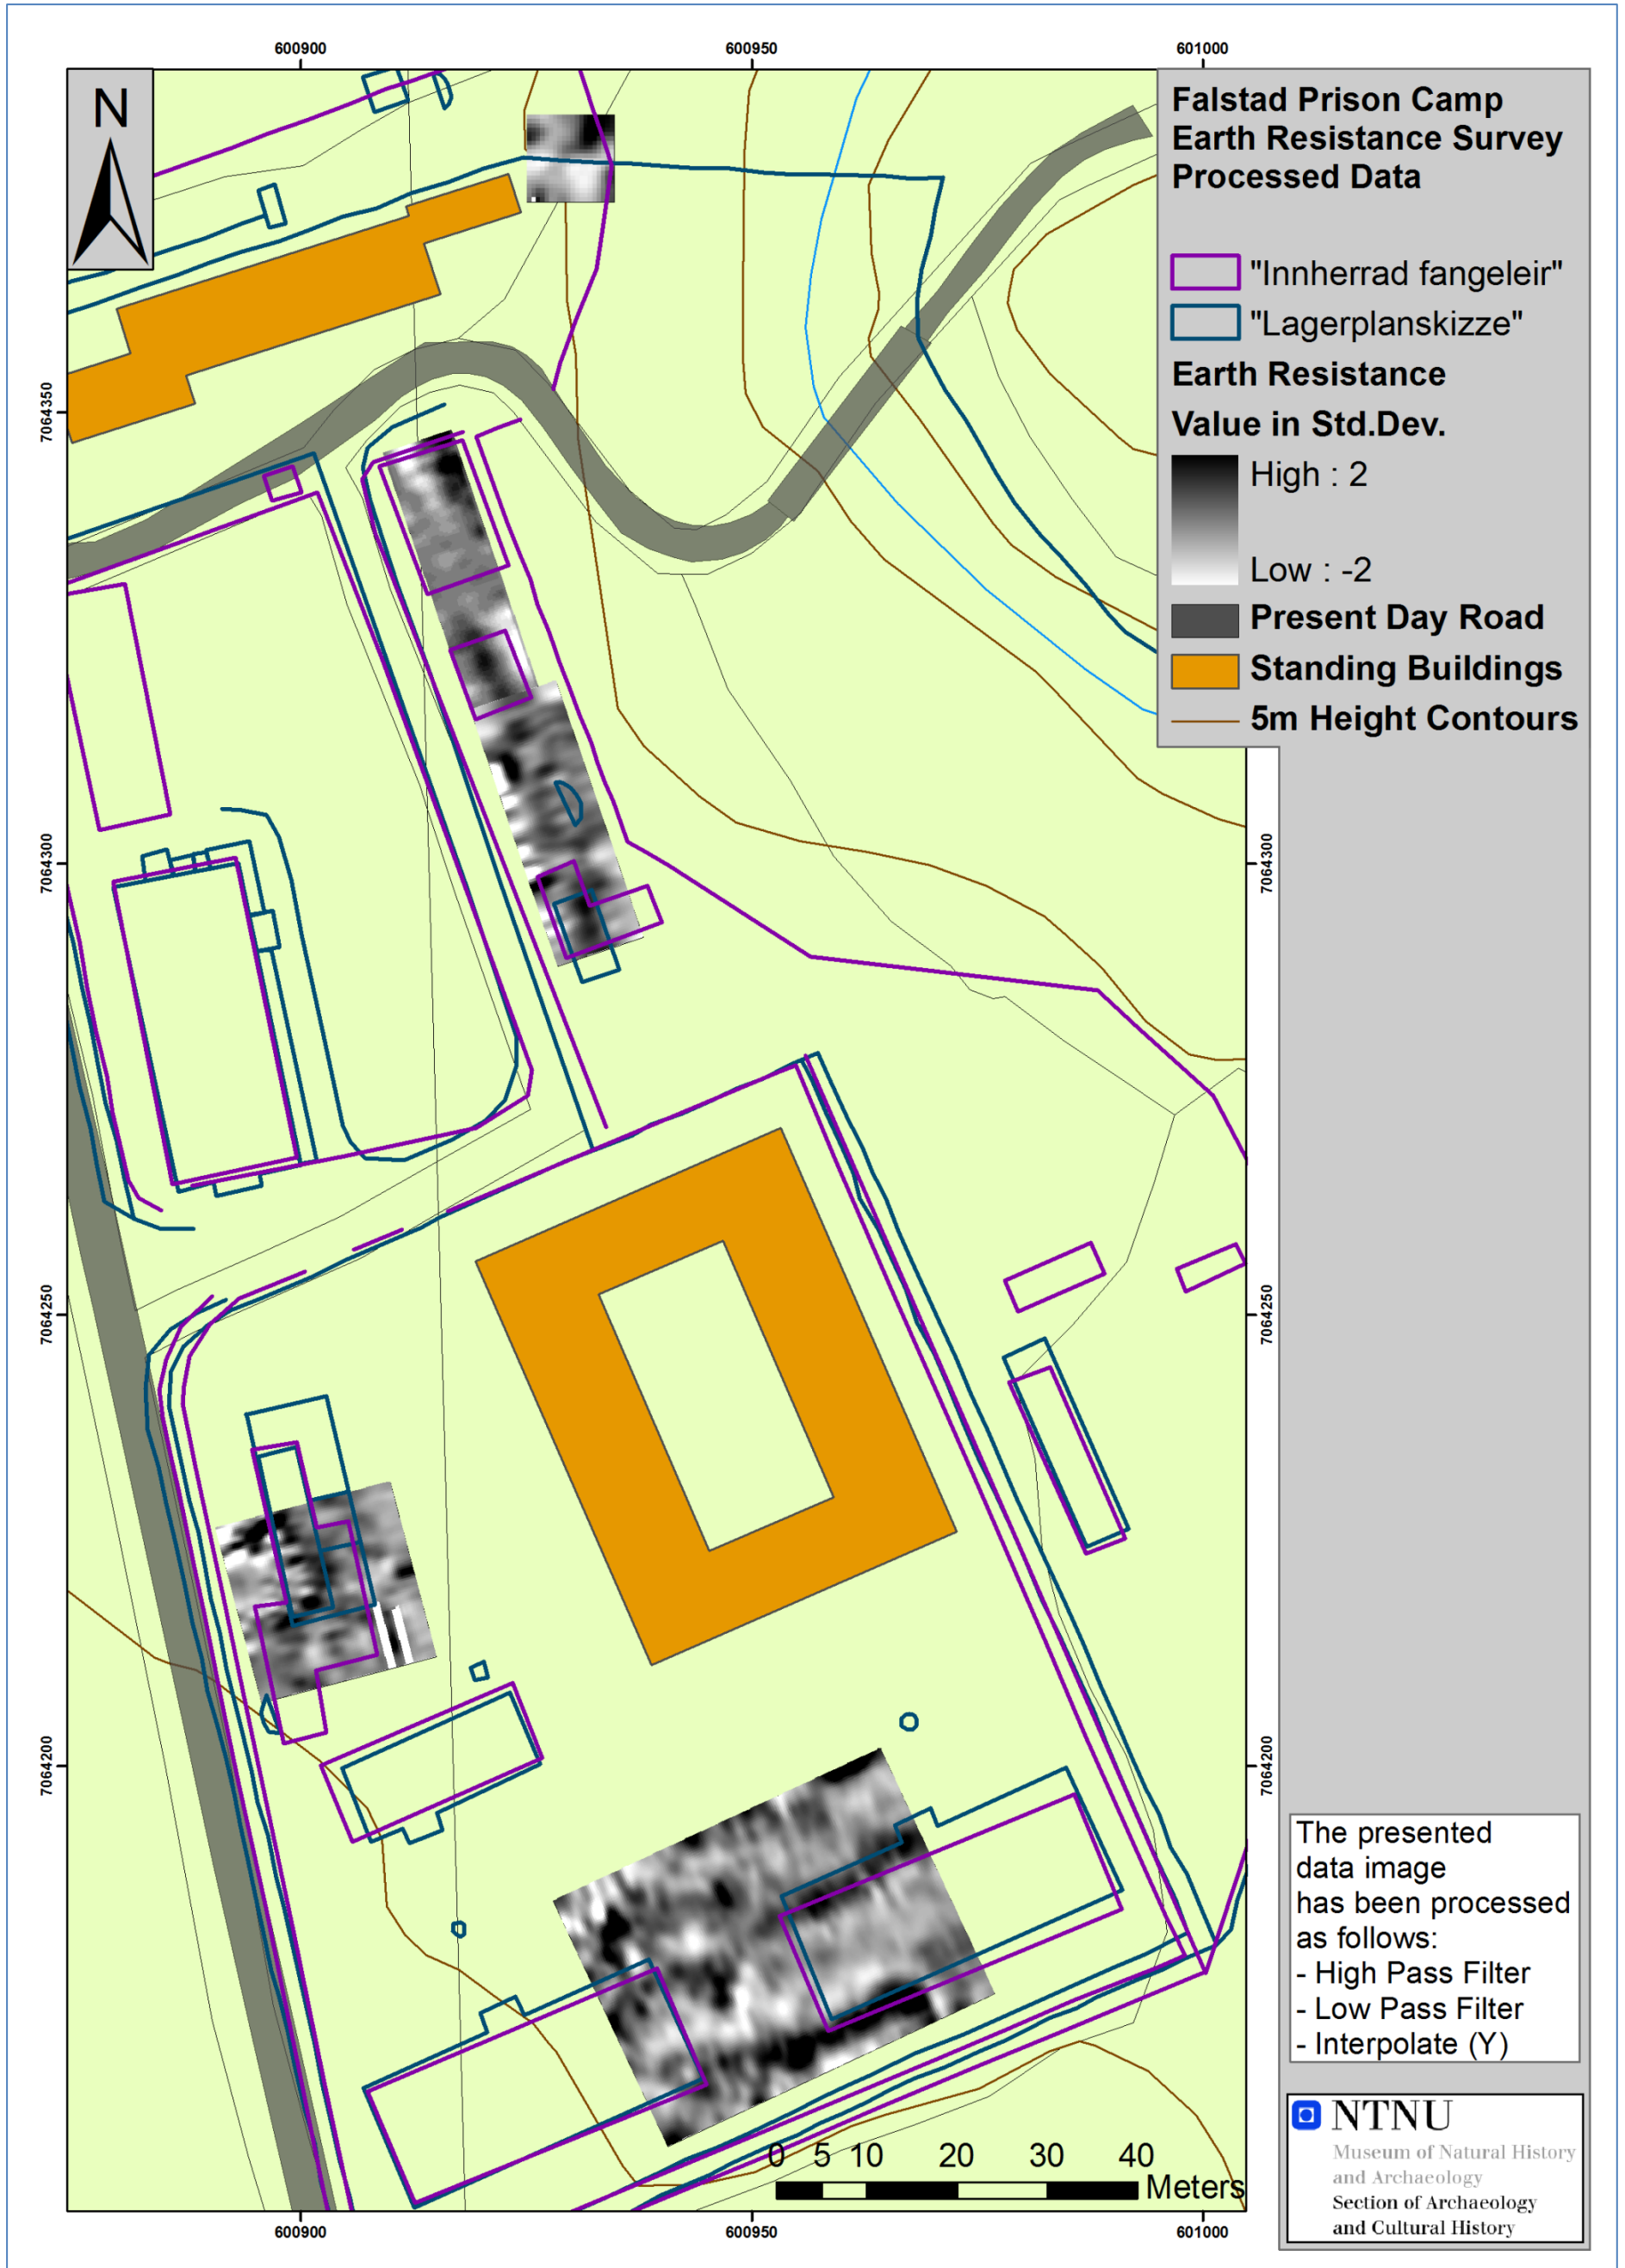 600900 600950 601000
N
Falstad Prison Camp
Earth Resistance Survey
Processed Data
"Innherrad fangeleir"
"Lagerplanskizze"
Earth Resistance
Value in Std.Dev.
High : 2
Low : -2
Present Day Road
Standing Buildings
5m Height Contours
7064350
7064300 7064300
7064250 7064250
7064200 7064200
The presented
data image
has been processed
as follows:
- High Pass Filter
- Low Pass Filter
- Interpolate (Y)
0 5 10 20 30 40
Meters
NTNU
Museum of Natural History
and Archaeology
Section of Archaeology
and Cultural History
600900 600950 601000